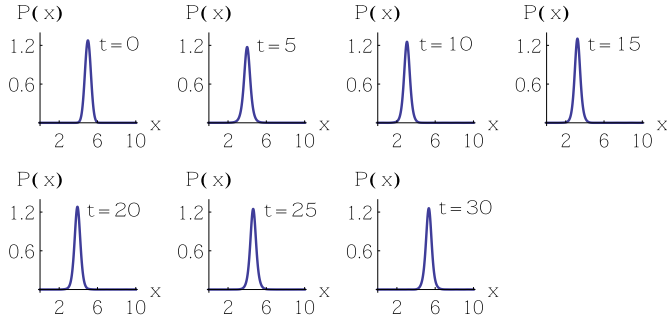 P(x) P(x) P(x) P(x)
1.2 t=0 1.2 t=5 1.2 t=10 1.2 t=15
0.6 0.6 0.6 0.6
x x x x
2 6 10 2 6 10 2 6 10 2 6 10
P(x) P(x) P(x)
1.2 t=20 1.2 t=25 1.2 t=30
0.6 0.6 0.6
x x x
2 6 10 2 6 10 2 6 10